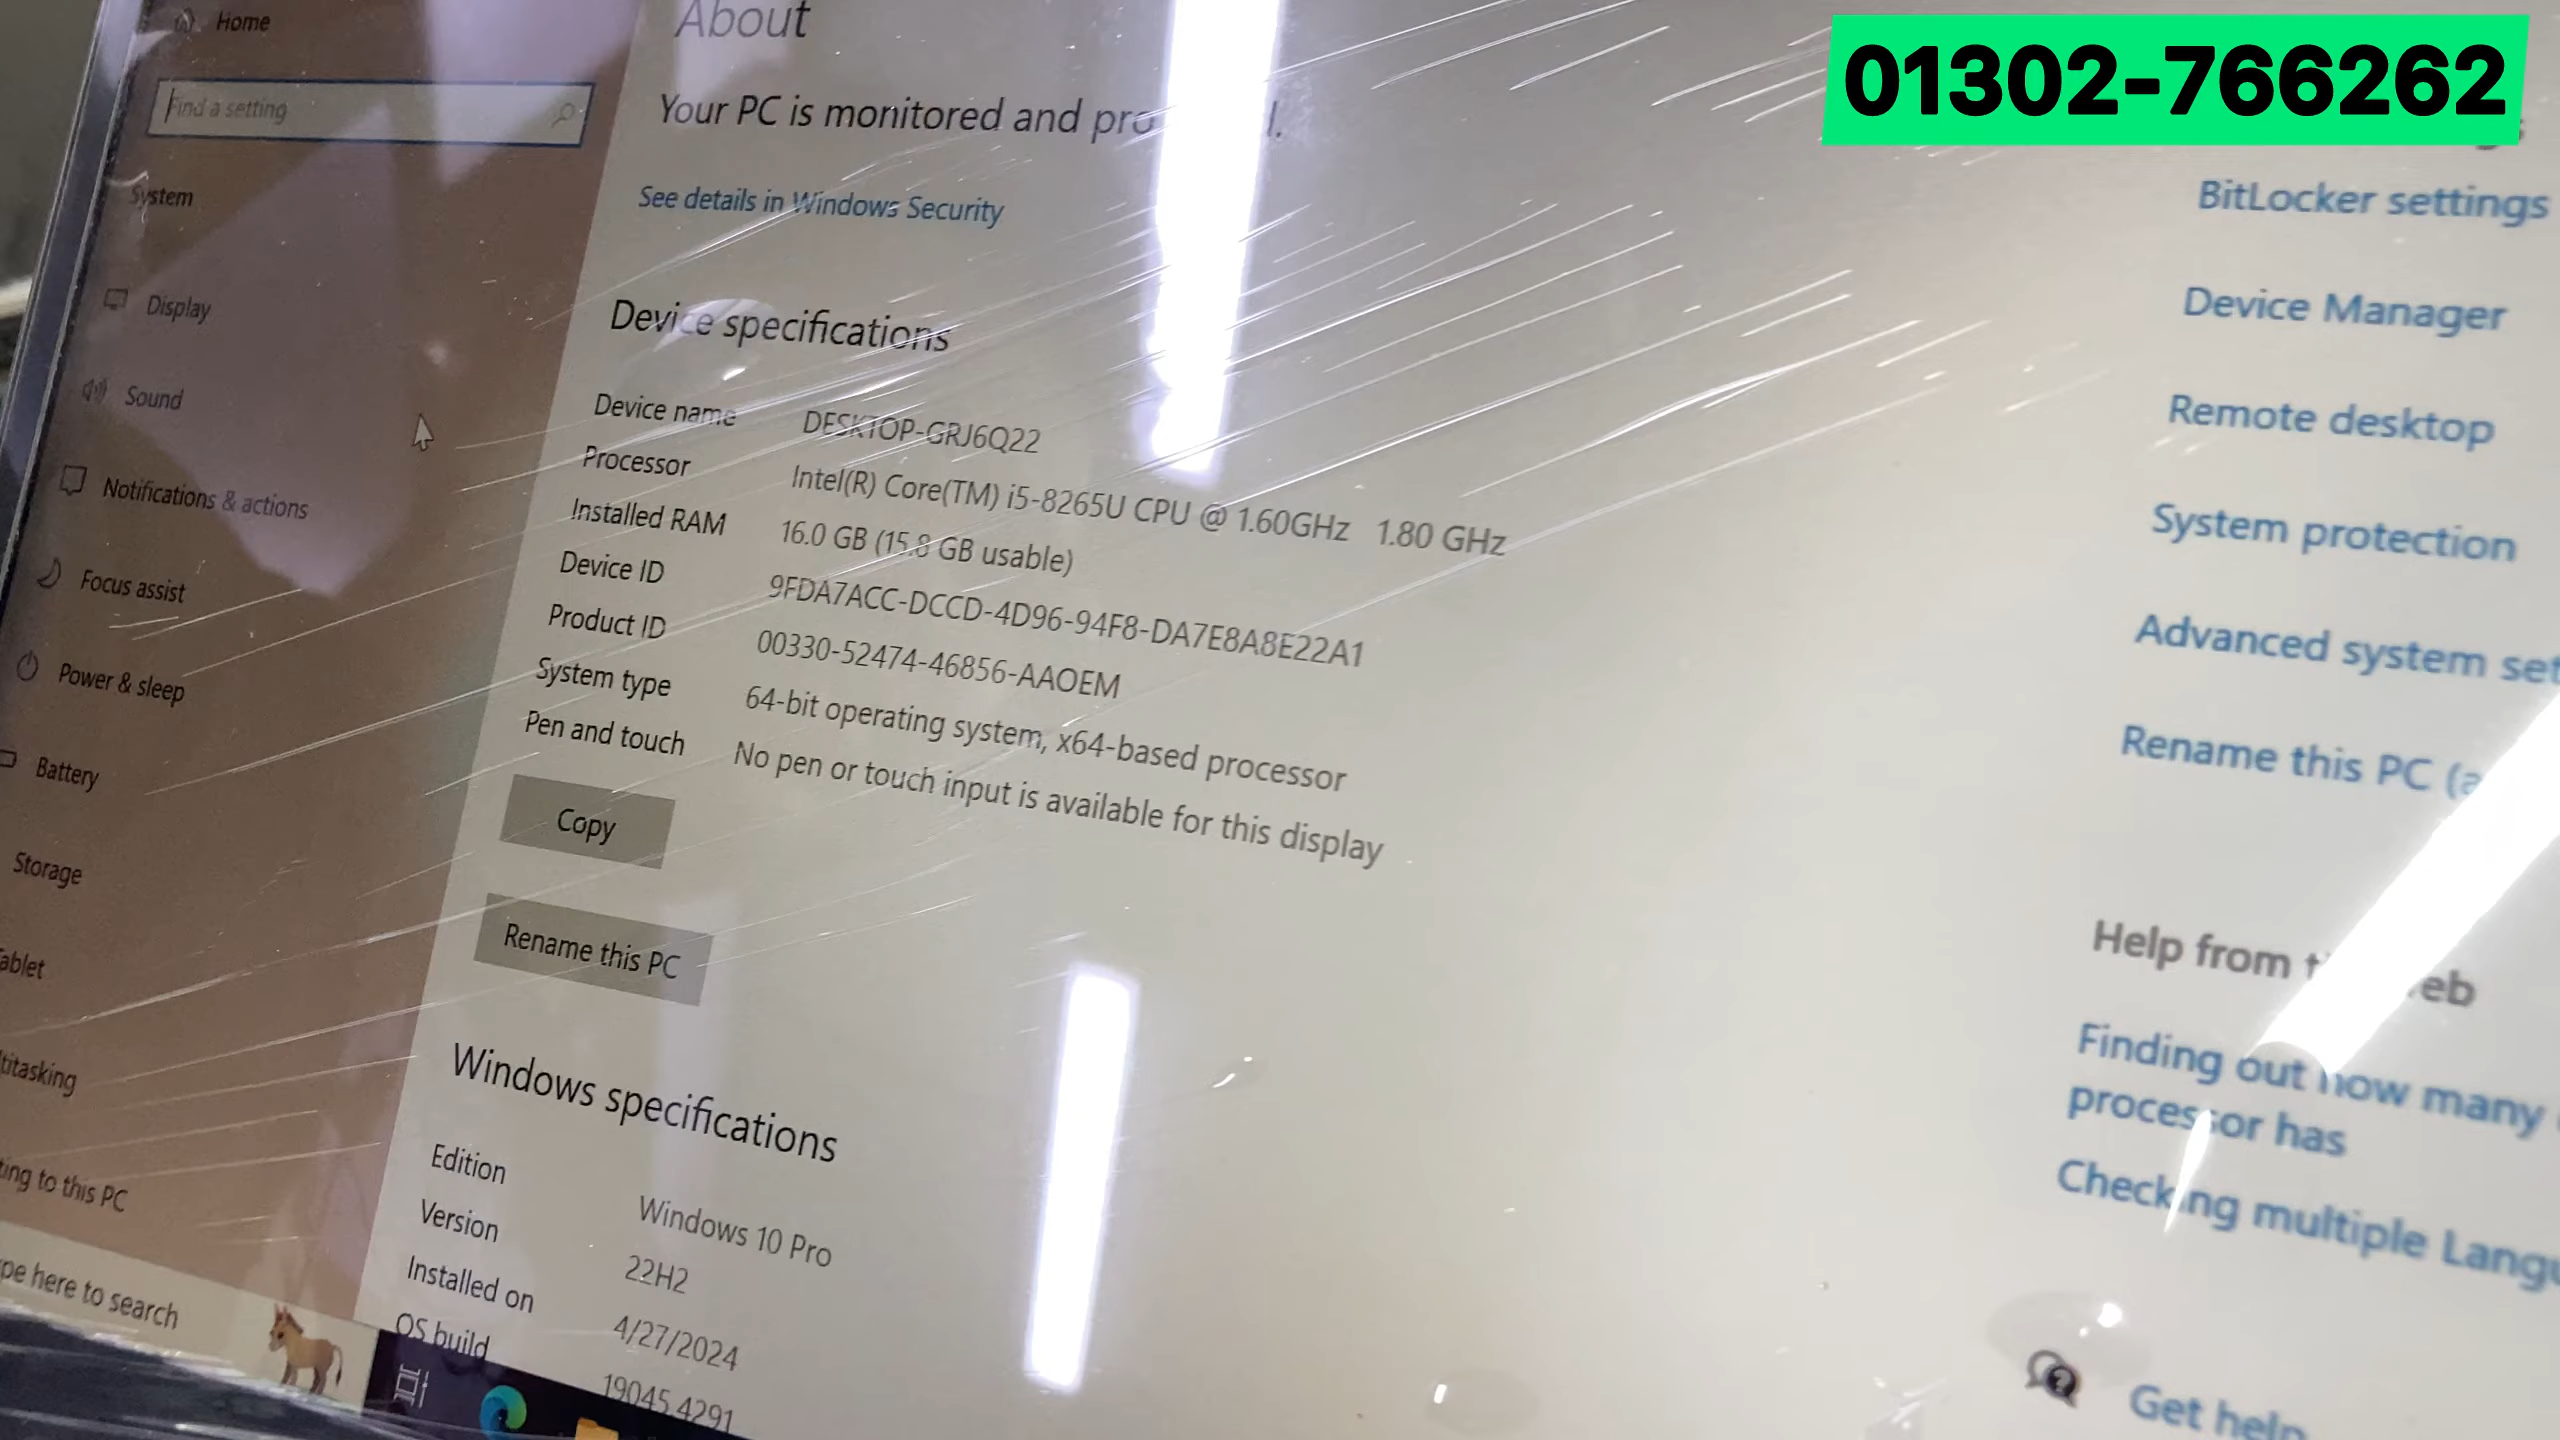 01302-766262
Home
Find a setting
System
Display
Sound
Notifications & actions
Focus assist
Power & sleep
Battery
Storage
ablet
titasking
ting to this PC
pe here to search
About
Your PC is monitored and pro
See details in Windows Security
Device specifications
Device name DESKTOP-GRJ6Q22
Processor Intel(R) Core(TM) i5-8265U CPU @ 1.60GHz 1.80 GHz
Installed RAM 16.0 GB (15.8 GB usable)
Device ID 9FDA7ACC-DCCD-4D96-94F8-DA7E8A8E22A1
Product ID 00330-52474-46856-AAOEM
System type 64-bit operating system, x64-based processor
Pen and touch No pen or touch input is available for this display
Copy
Rename this PC
Windows specifications
Edition Windows 10 Pro
Version 22H2
Installed on 4/27/2024
OS build 19045.4291
BitLocker settings
Device Manager
Remote desktop
System protection
Advanced system set
Rename this PC (a
Help from t eb
Finding out how many
processor has
Checking multiple Langu
Get help